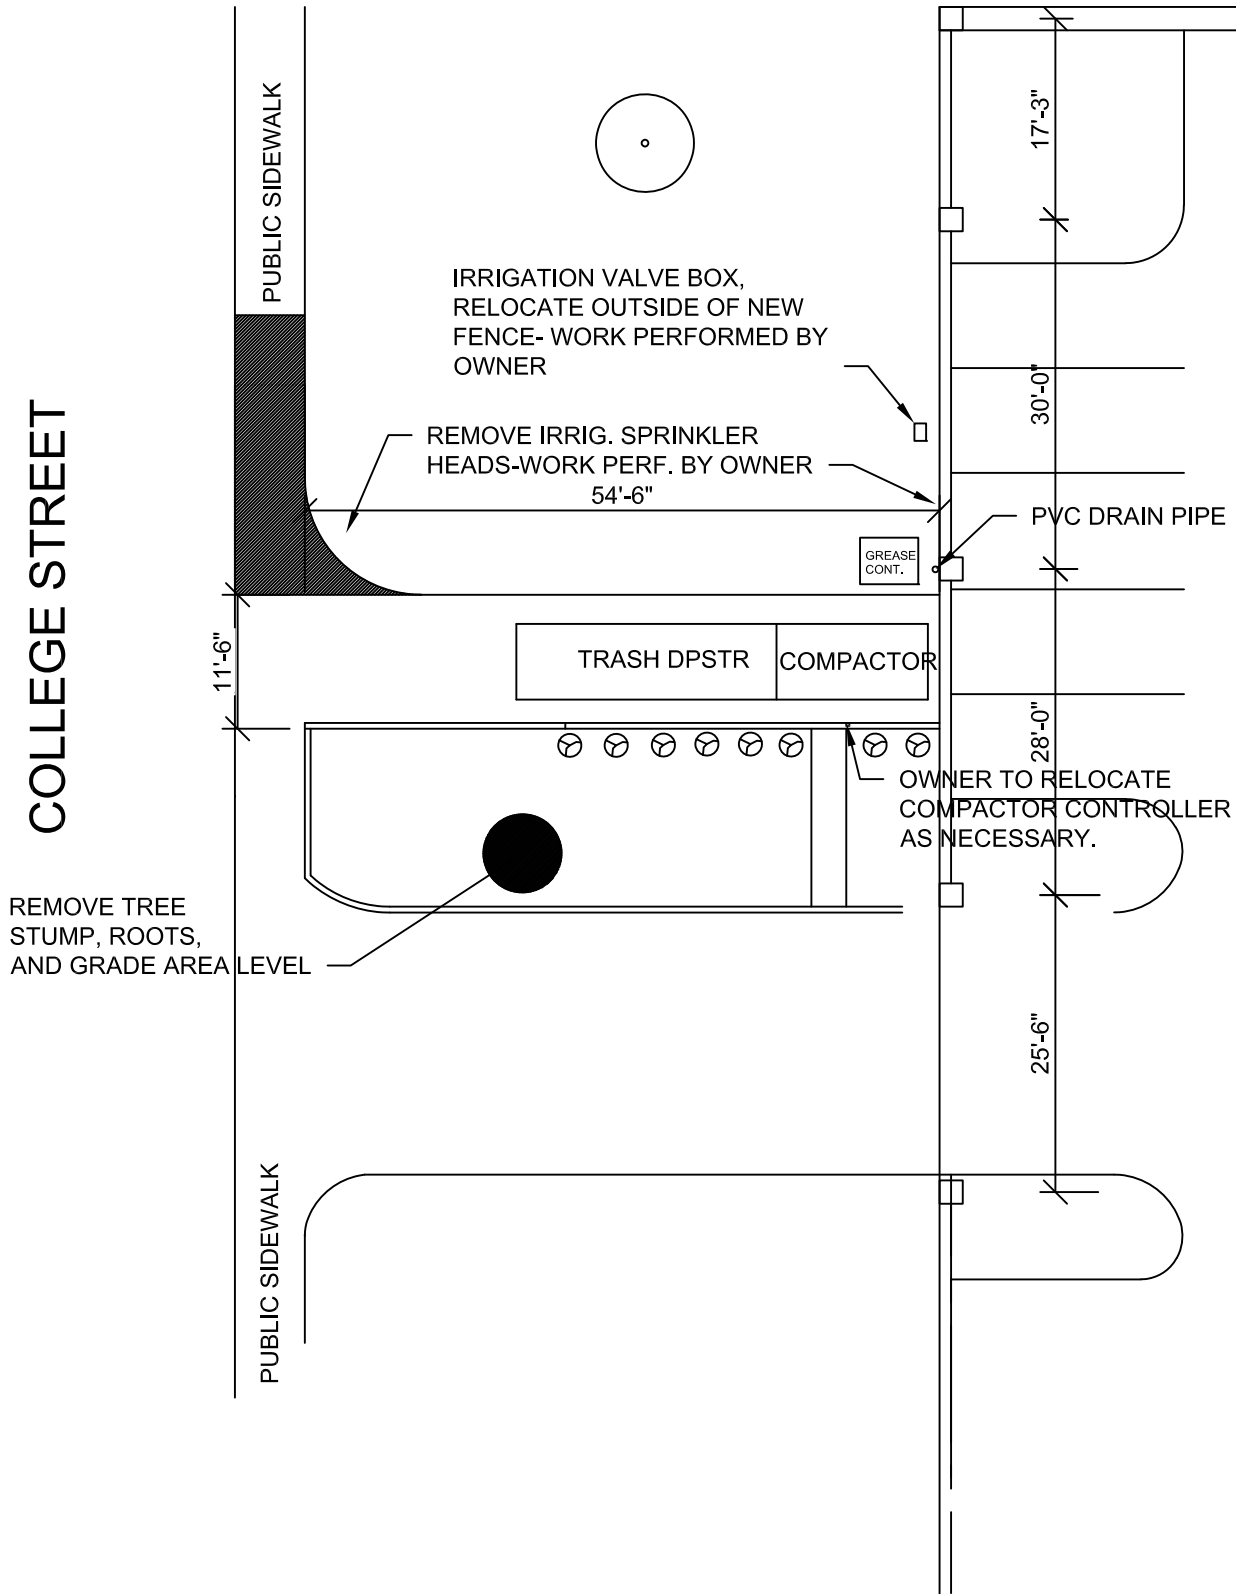 17'-3"
PUBLIC SIDEWALK
IRRIGATION VALVE BOX,
RELOCATE OUTSIDE OF NEW
FENCE- WORK PERFORMED BY
OWNER
30'-0"
COLLEGE STREET
REMOVE IRRIG. SPRINKLER
HEADS-WORK PERF. BY OWNER
54'-6"
PVC DRAIN PIPE
GREASE
CONT.
11'-6"
TRASH DPSTR
COMPACTOR
28'-0"
OWNER TO RELOCATE
COMPACTOR CONTROLLER
AS NECESSARY.
REMOVE TREE
STUMP, ROOTS,
AND GRADE AREA LEVEL
25'-6"
PUBLIC SIDEWALK